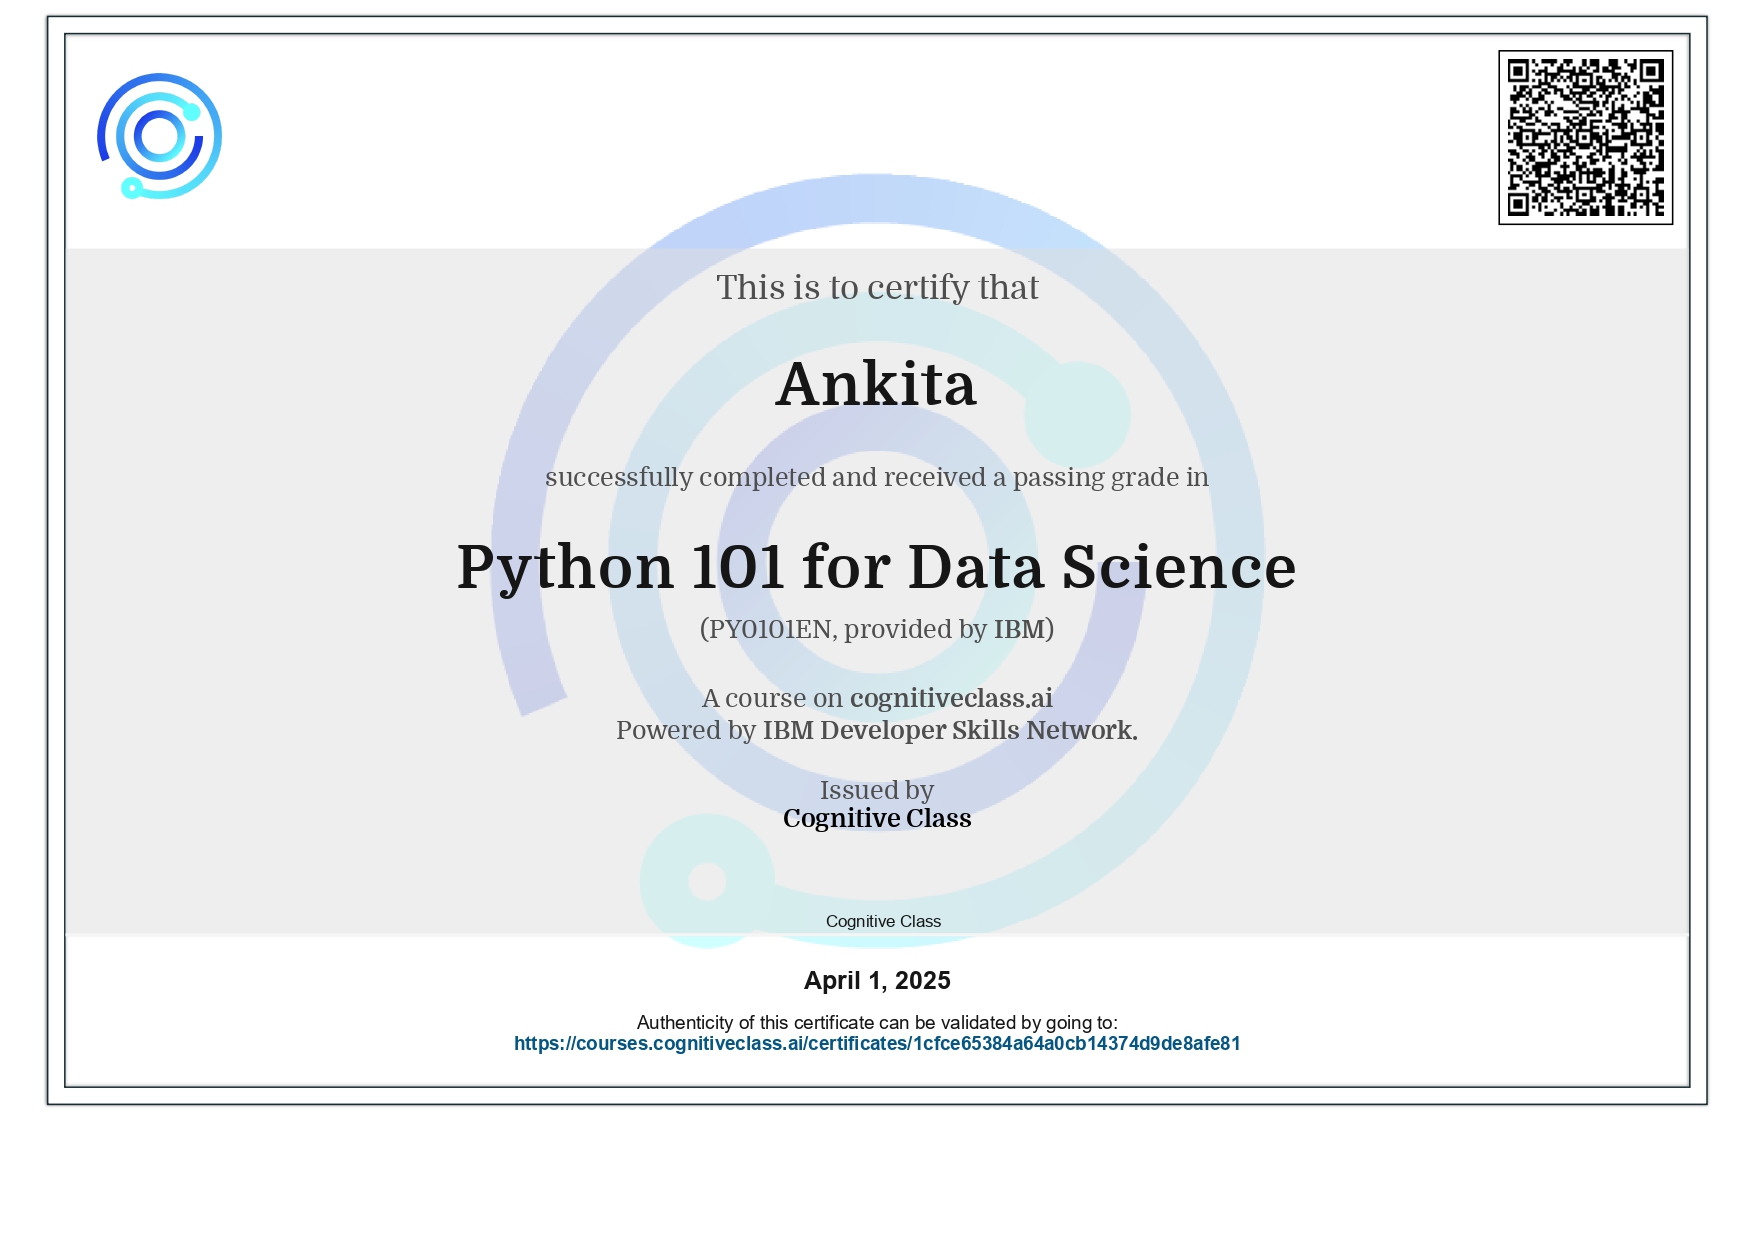 This is to certify that
Ankita
successfully completed and received a passing grade in
Python 101 for Data Science
(PY0101EN, provided by IBM)
A course on cognitiveclass.ai
Powered by IBM Developer Skills Network.
Issued by
Cognitive Class
Cognitive Class
April 1, 2025
Authenticity of this certificate can be validated by going to:
https://courses.cognitiveclass.ai/certificates/1cfce65384a64a0cb14374d9de8afe81